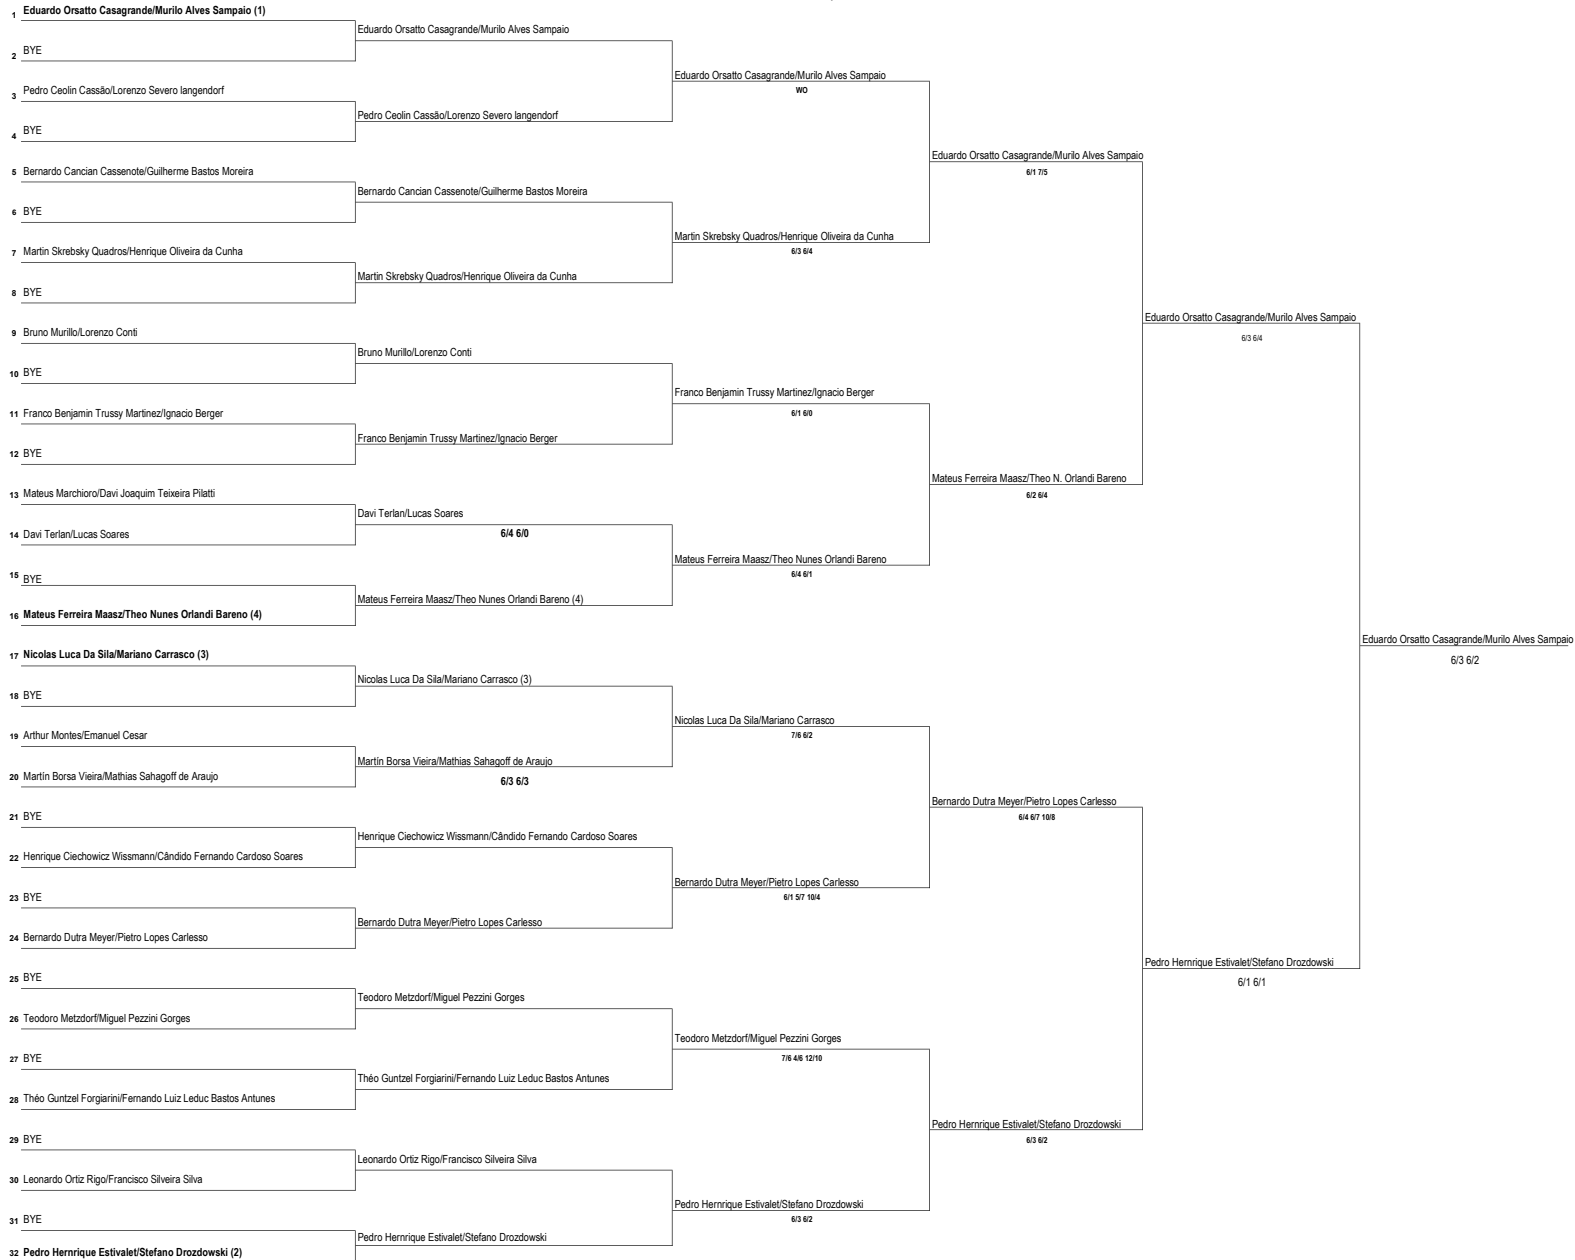 1 Eduardo Orsatto Casagrande/Murilo Alves Sampaio (1)
Eduardo Orsatto Casagrande/Murilo Alves Sampaio
2 BYE
Eduardo Orsatto Casagrande/Murilo Alves Sampaio
WO
3 Pedro Ceolin Cassão/Lorenzo Severo langendorf
Pedro Ceolin Cassão/Lorenzo Severo langendorf
4 BYE
Eduardo Orsatto Casagrande/Murilo Alves Sampaio
6/1 7/5
5 Bernardo Cancian Cassenote/Guilherme Bastos Moreira
Bernardo Cancian Cassenote/Guilherme Bastos Moreira
6 BYE
Martin Skrebsky Quadros/Henrique Oliveira da Cunha
6/3 6/4
7 Martin Skrebsky Quadros/Henrique Oliveira da Cunha
Martin Skrebsky Quadros/Henrique Oliveira da Cunha
8 BYE
Eduardo Orsatto Casagrande/Murilo Alves Sampaio
6/3 6/4
9 Bruno Murillo/Lorenzo Conti
Bruno Murillo/Lorenzo Conti
10 BYE
Franco Benjamin Trussy Martinez/Ignacio Berger
6/1 6/0
11 Franco Benjamin Trussy Martinez/Ignacio Berger
Franco Benjamin Trussy Martinez/Ignacio Berger
12 BYE
Mateus Ferreira Maasz/Theo N. Orlandi Bareno
6/2 6/4
13 Mateus Marchioro/Davi Joaquim Teixeira Pilatti
Davi Terlan/Lucas Soares
6/4 6/0
14 Davi Terlan/Lucas Soares
Mateus Ferreira Maasz/Theo Nunes Orlandi Bareno
6/4 6/1
15 BYE
Mateus Ferreira Maasz/Theo Nunes Orlandi Bareno (4)
16 Mateus Ferreira Maasz/Theo Nunes Orlandi Bareno (4)
Eduardo Orsatto Casagrande/Murilo Alves Sampaio
6/3 6/2
17 Nicolas Luca Da Sila/Mariano Carrasco (3)
Nicolas Luca Da Sila/Mariano Carrasco (3)
18 BYE
Nicolas Luca Da Sila/Mariano Carrasco
7/6 6/2
19 Arthur Montes/Emanuel Cesar
Martín Borsa Vieira/Mathias Sahagoff de Araujo
6/3 6/3
20 Martín Borsa Vieira/Mathias Sahagoff de Araujo
Bernardo Dutra Meyer/Pietro Lopes Carlesso
6/4 6/7 10/8
21 BYE
Henrique Ciechowicz Wissmann/Cândido Fernando Cardoso Soares
22 Henrique Ciechowicz Wissmann/Cândido Fernando Cardoso Soares
Bernardo Dutra Meyer/Pietro Lopes Carlesso
6/1 5/7 10/4
23 BYE
Bernardo Dutra Meyer/Pietro Lopes Carlesso
24 Bernardo Dutra Meyer/Pietro Lopes Carlesso
Pedro Hernrique Estivalet/Stefano Drozdowski
6/1 6/1
25 BYE
Teodoro Metzdorf/Miguel Pezzini Gorges
26 Teodoro Metzdorf/Miguel Pezzini Gorges
Teodoro Metzdorf/Miguel Pezzini Gorges
7/6 4/6 12/10
27 BYE
Théo Guntzel Forgiarini/Fernando Luiz Leduc Bastos Antunes
28 Théo Guntzel Forgiarini/Fernando Luiz Leduc Bastos Antunes
Pedro Hernrique Estivalet/Stefano Drozdowski
6/3 6/2
29 BYE
Leonardo Ortiz Rigo/Francisco Silveira Silva
30 Leonardo Ortiz Rigo/Francisco Silveira Silva
Pedro Hernrique Estivalet/Stefano Drozdowski
6/3 6/2
31 BYE
Pedro Hernrique Estivalet/Stefano Drozdowski
32 Pedro Hernrique Estivalet/Stefano Drozdowski (2)